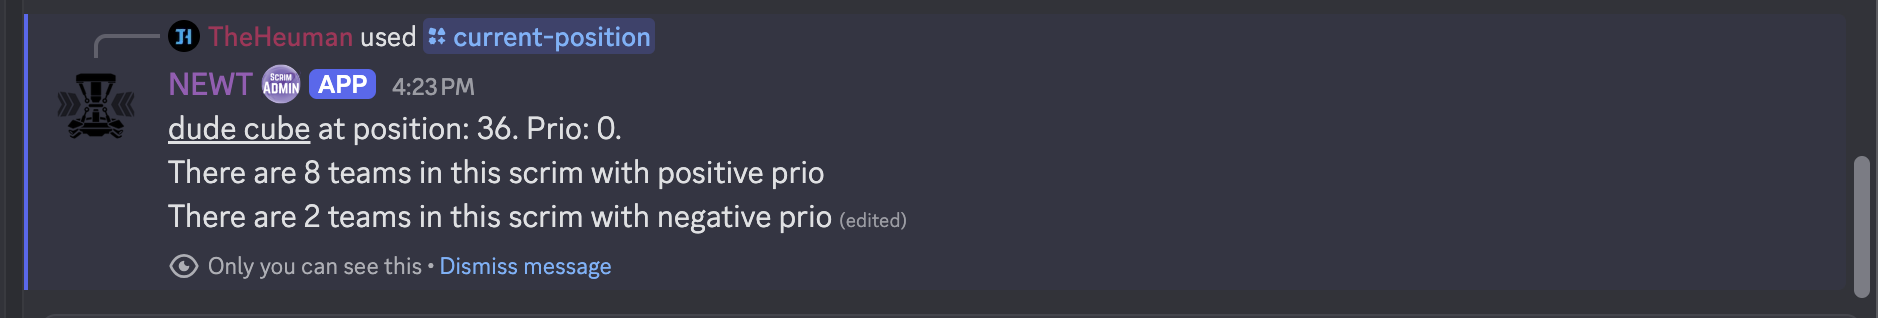 TheHeuman used current-position
NEWT SCRIM ADMIN APP 4:23 PM
dude cube at position: 36. Prio: 0.
There are 8 teams in this scrim with positive prio
There are 2 teams in this scrim with negative prio (edited)
Only you can see this • Dismiss message